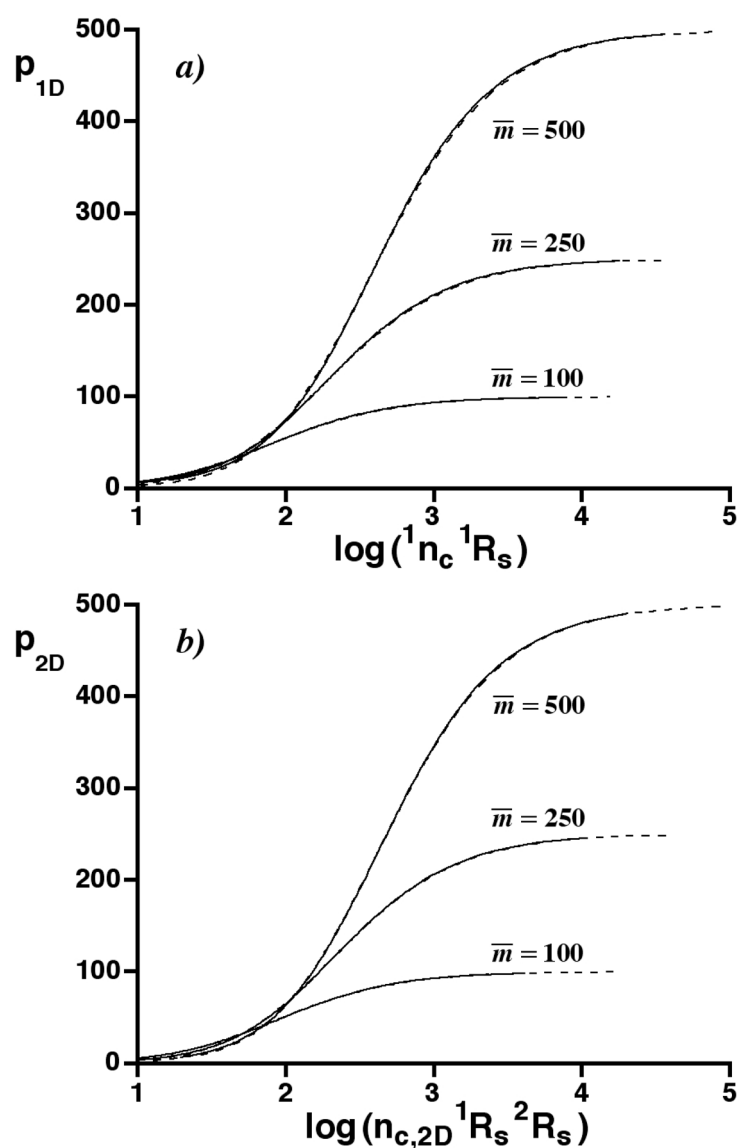 500
p1D
a)
400
m̅ = 500
300
m̅ = 250
200
m̅ = 100
100
0
1 2 3 4 5
log(¹nc ¹Rs)
500
p2D
b)
400
m̅ = 500
300
m̅ = 250
200
m̅ = 100
100
0
1 2 3 4 5
log(nc,2D ¹Rs ²Rs)